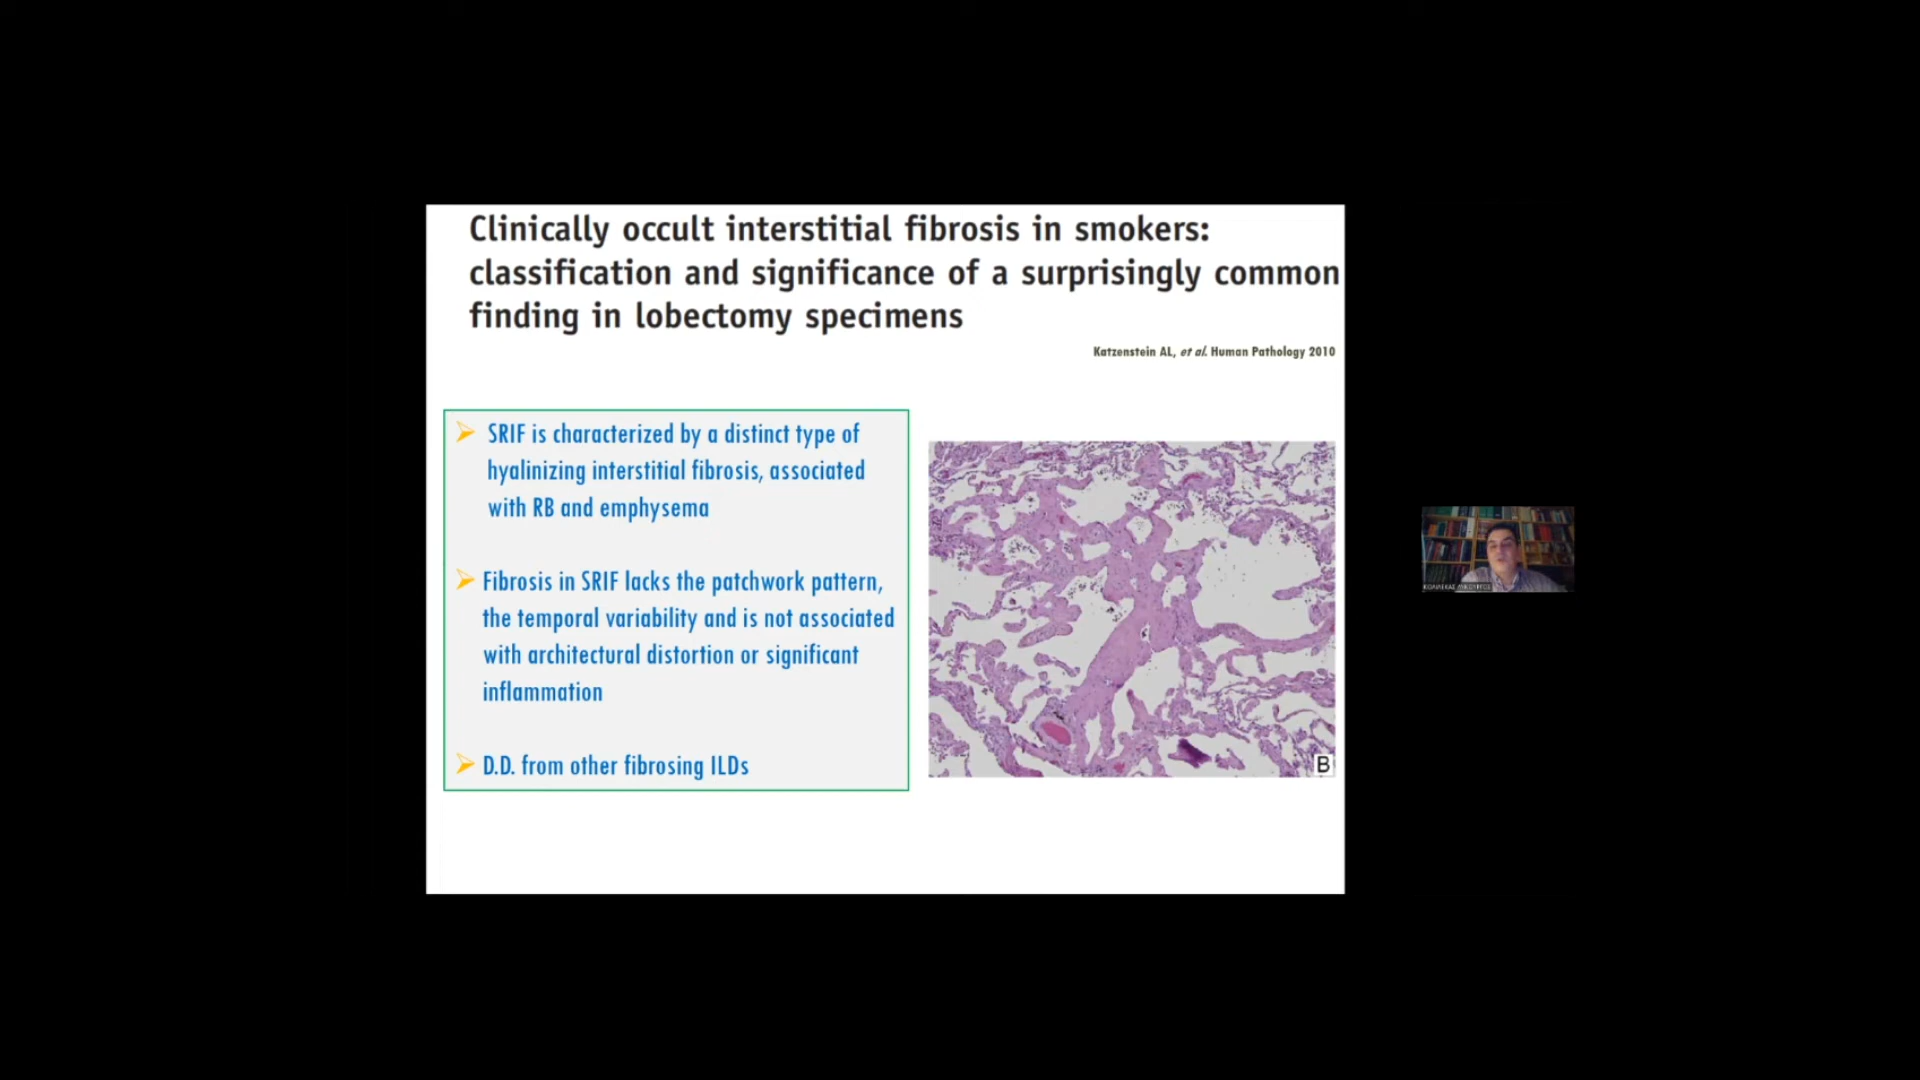 Clinically occult interstitial fibrosis in smokers:
classification and significance of a surprisingly common
finding in lobectomy specimens
Katzenstein AL, et al. Human Pathology 2010
➢ SRIF is characterized by a distinct type of
hyalinizing interstitial fibrosis, associated
with RB and emphysema
➢ Fibrosis in SRIF lacks the patchwork pattern,
the temporal variability and is not associated
with architectural distortion or significant
inflammation
➢ D.D. from other fibrosing ILDs
B